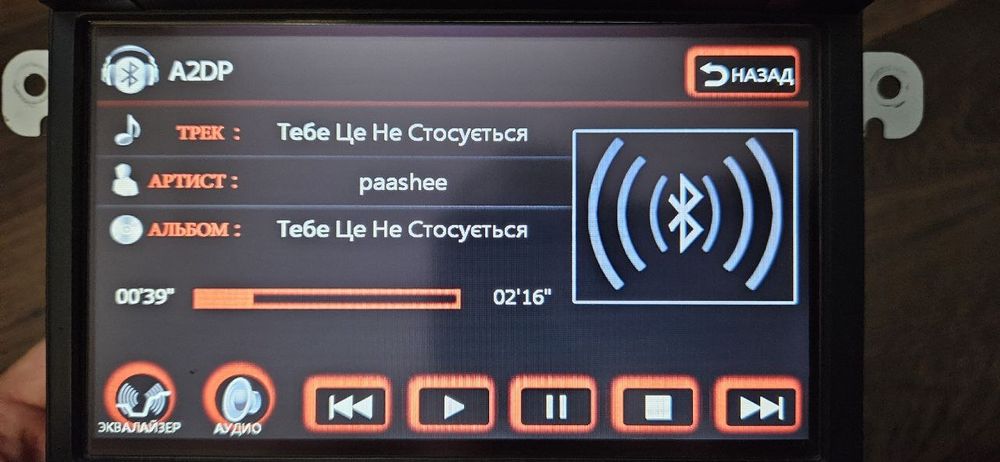 A2DP
НАЗАД
ТРЕК : Тебе Це Не Стосується
АРТИСТ : paashee
АЛЬБОМ : Тебе Це Не Стосується
00'39" 02'16"
ЭКВАЛАЙЗЕР АУДИО